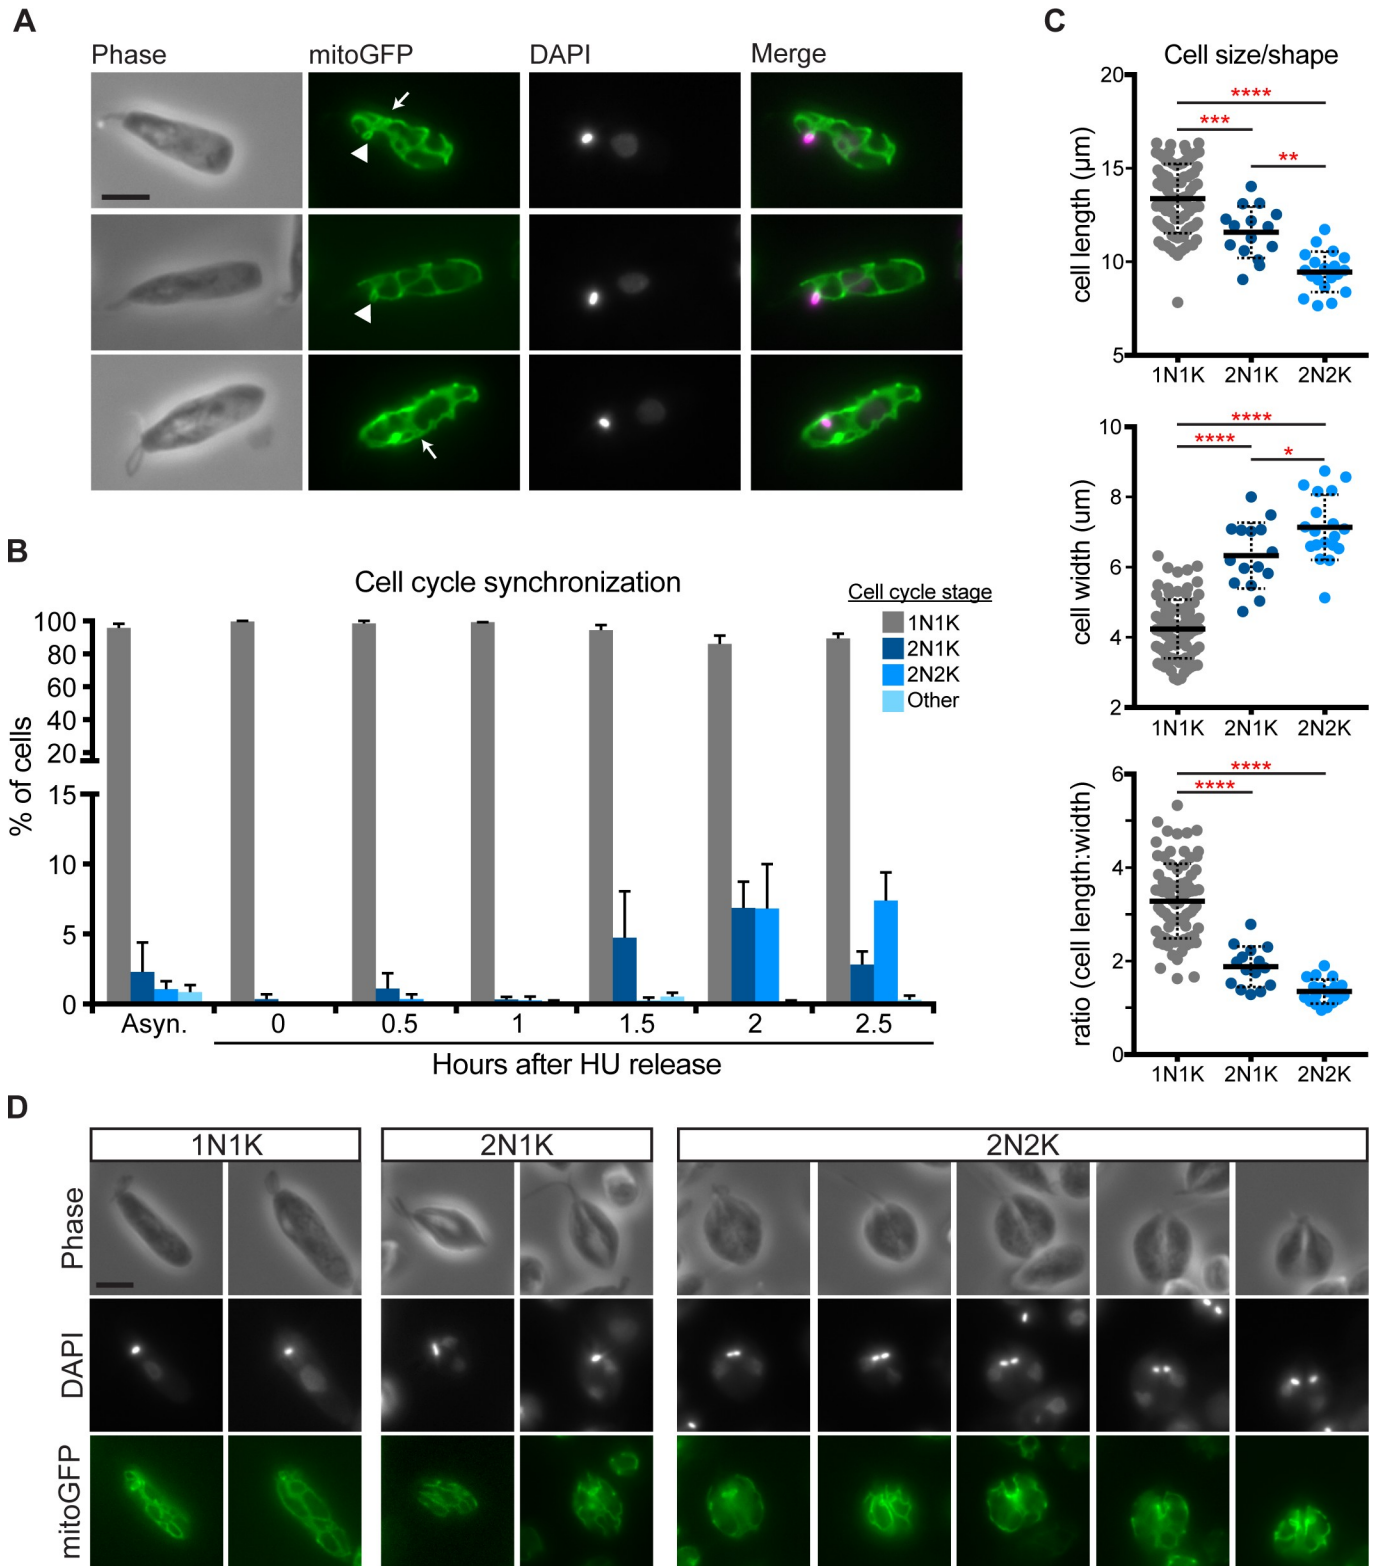 A
Phase
mitoGFP
DAPI
Merge
B
Cell cycle synchronization
% of cells
100
80
60
40
20
15
10
5
0
Asyn.
0
0.5
1
1.5
2
2.5
Hours after HU release
Cell cycle stage
1N1K
2N1K
2N2K
Other
C
Cell size/shape
cell length (µm)
20
15
10
5
****
***
**
1N1K
2N1K
2N2K
cell width (um)
10
8
6
4
2
****
****
*
1N1K
2N1K
2N2K
ratio (cell length:width)
6
4
2
0
****
****
1N1K
2N1K
2N2K
D
1N1K
2N1K
2N2K
Phase
DAPI
mitoGFP